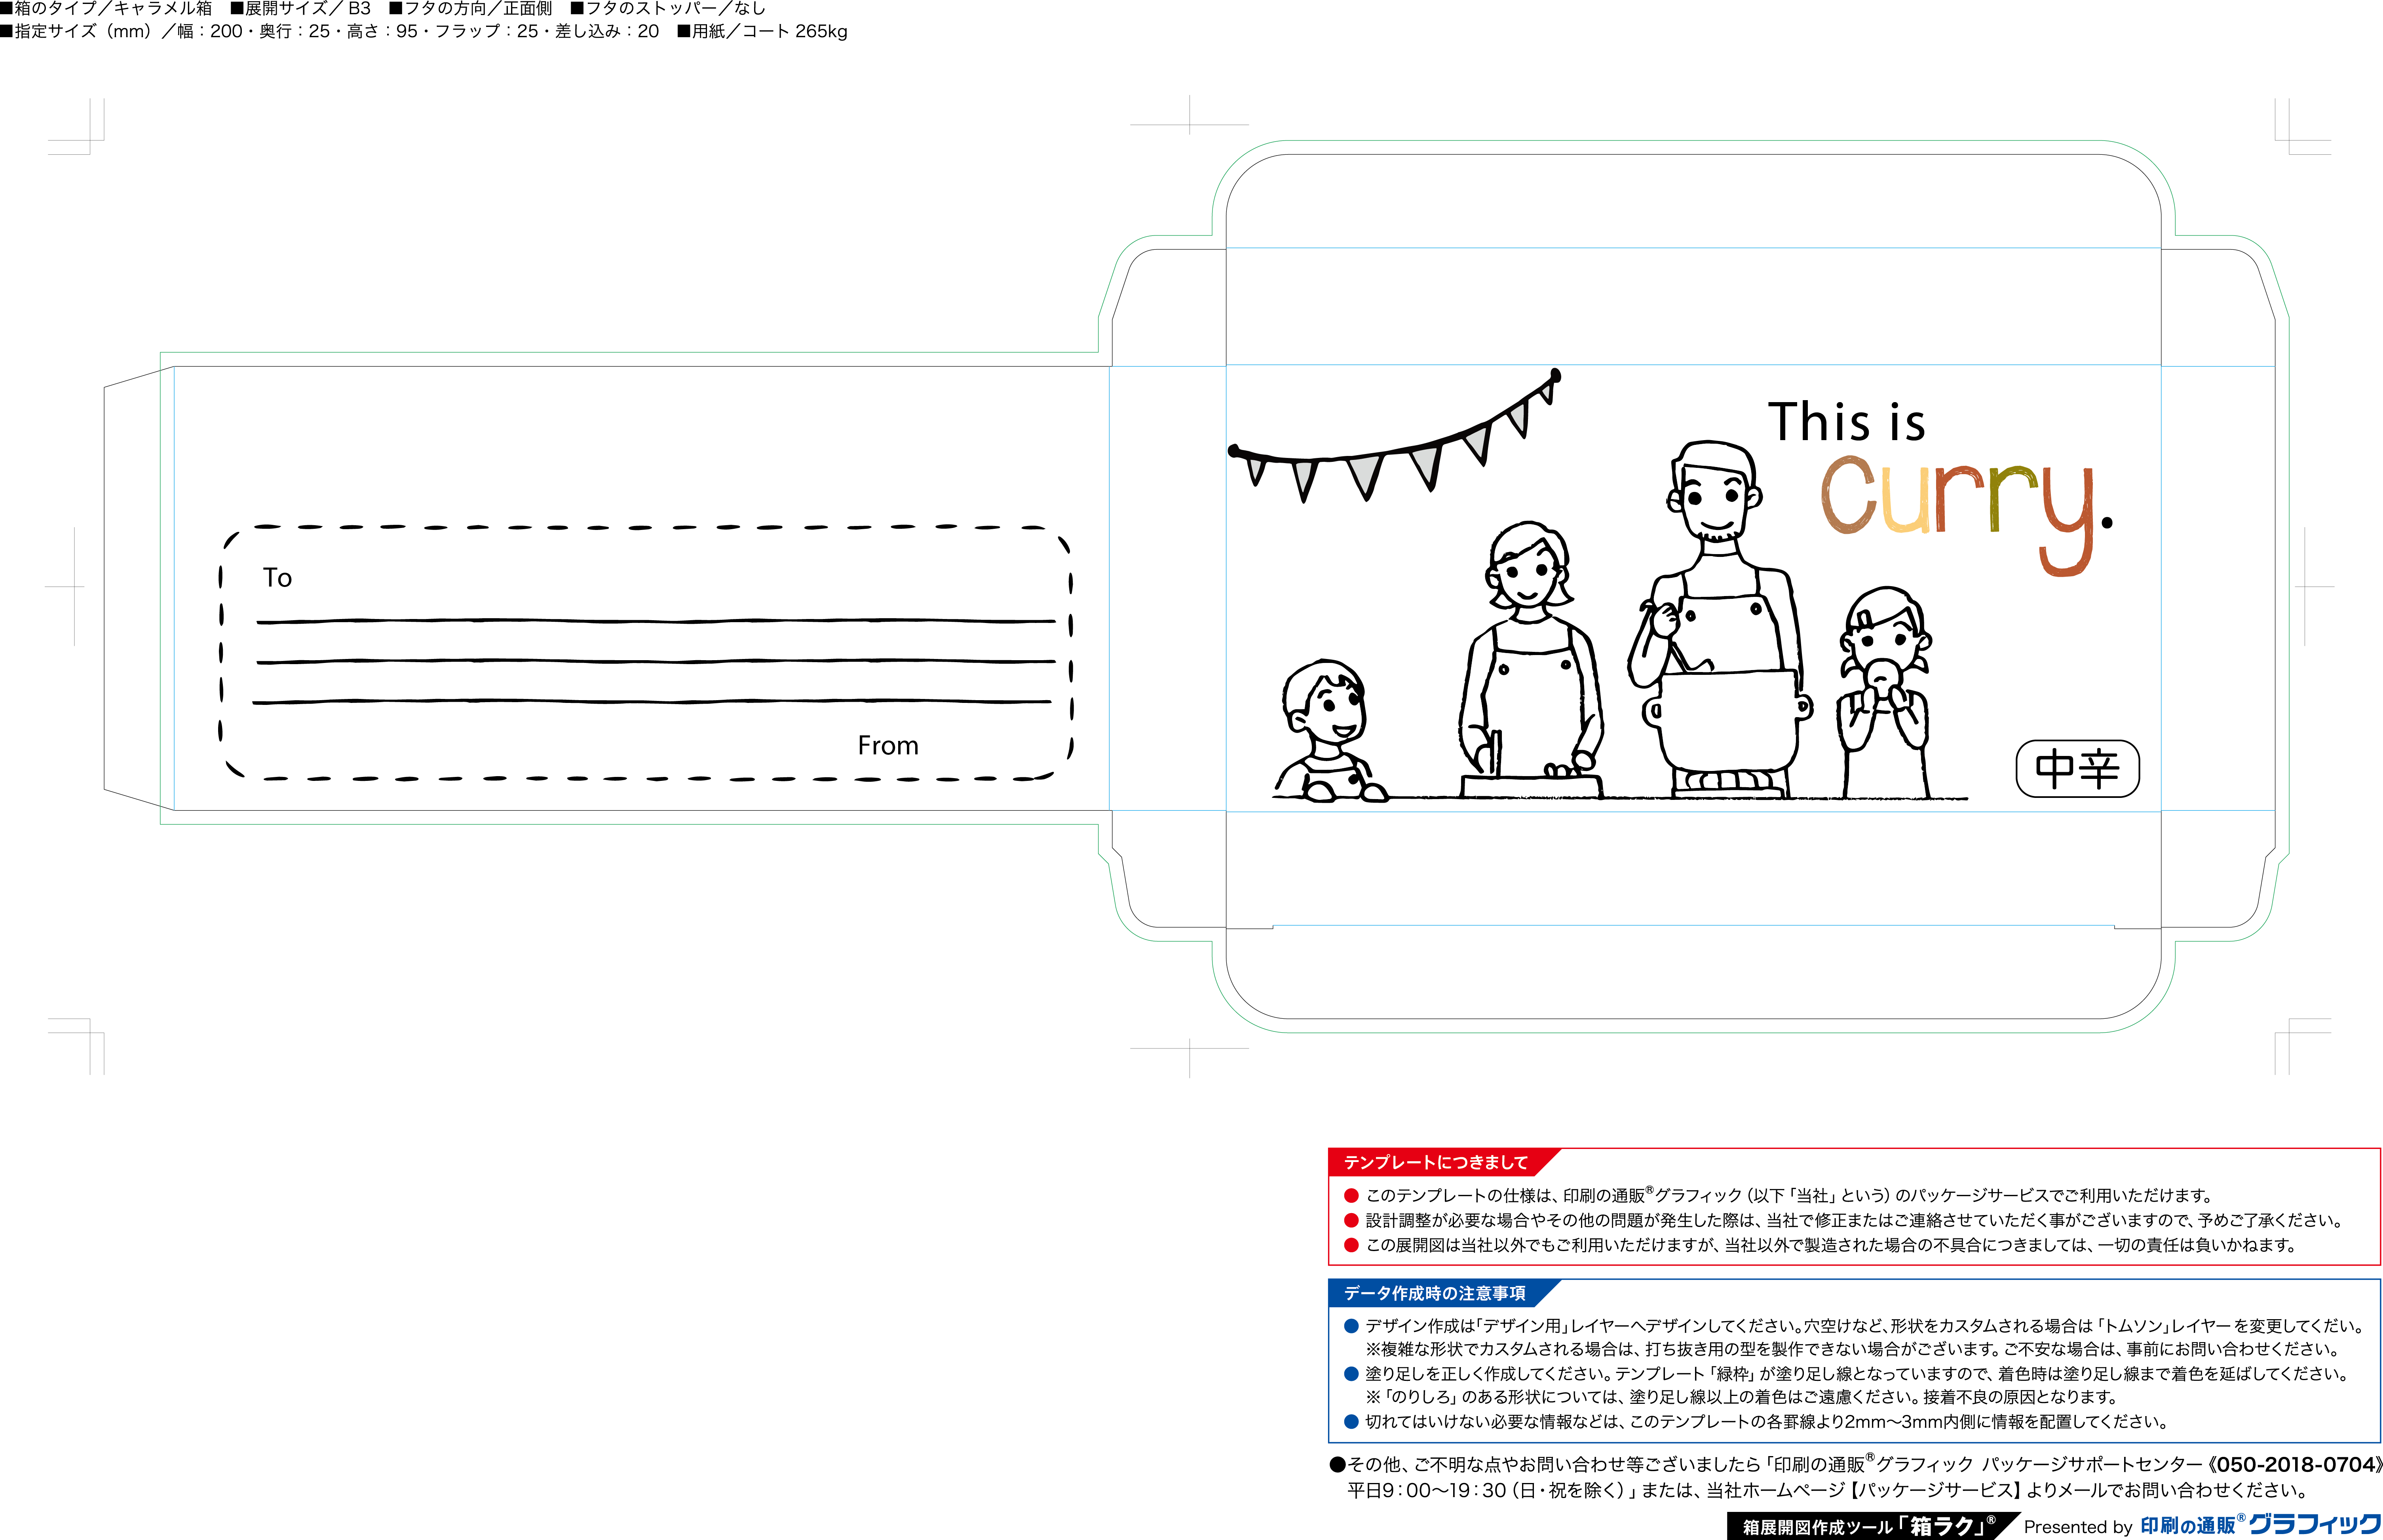 ■箱のタイプ／キャラメル箱　■展開サイズ／B3　■フタの方向／正面側　■フタのストッパー／なし
■指定サイズ（mm）／幅：200・奥行：25・高さ：95・フラップ：25・差し込み：20　■用紙／コート 265kg
This is
curry.
To
From
中辛
テンプレートにつきまして
● このテンプレートの仕様は、印刷の通販®グラフィック（以下「当社」という）のパッケージサービスでご利用いただけます。
● 設計調整が必要な場合やその他の問題が発生した際は、当社で修正またはご連絡させていただく事がございますので、予めご了承ください。
● この展開図は当社以外でもご利用いただけますが、当社以外で製造された場合の不具合につきましては、一切の責任は負いかねます。
データ作成時の注意事項
● デザイン作成は「デザイン用」レイヤーへデザインしてください。穴空けなど、形状をカスタムされる場合は「トムソン」レイヤーを変更してくだい。
※複雑な形状でカスタムされる場合は、打ち抜き用の型を製作できない場合がございます。ご不安な場合は、事前にお問い合わせください。
● 塗り足しを正しく作成してください。テンプレート「緑枠」が塗り足し線となっていますので、着色時は塗り足し線まで着色を延ばしてください。
※「のりしろ」のある形状については、塗り足し線以上の着色はご遠慮ください。接着不良の原因となります。
● 切れてはいけない必要な情報などは、このテンプレートの各罫線より2mm〜3mm内側に情報を配置してください。
●その他、ご不明な点やお問い合わせ等ございましたら「印刷の通販®グラフィック パッケージサポートセンター《050-2018-0704》
平日9：00〜19：30（日・祝を除く）」または、当社ホームページ【パッケージサービス】よりメールでお問い合わせください。
箱展開図作成ツール「箱ラク」® Presented by 印刷の通販®グラフィック